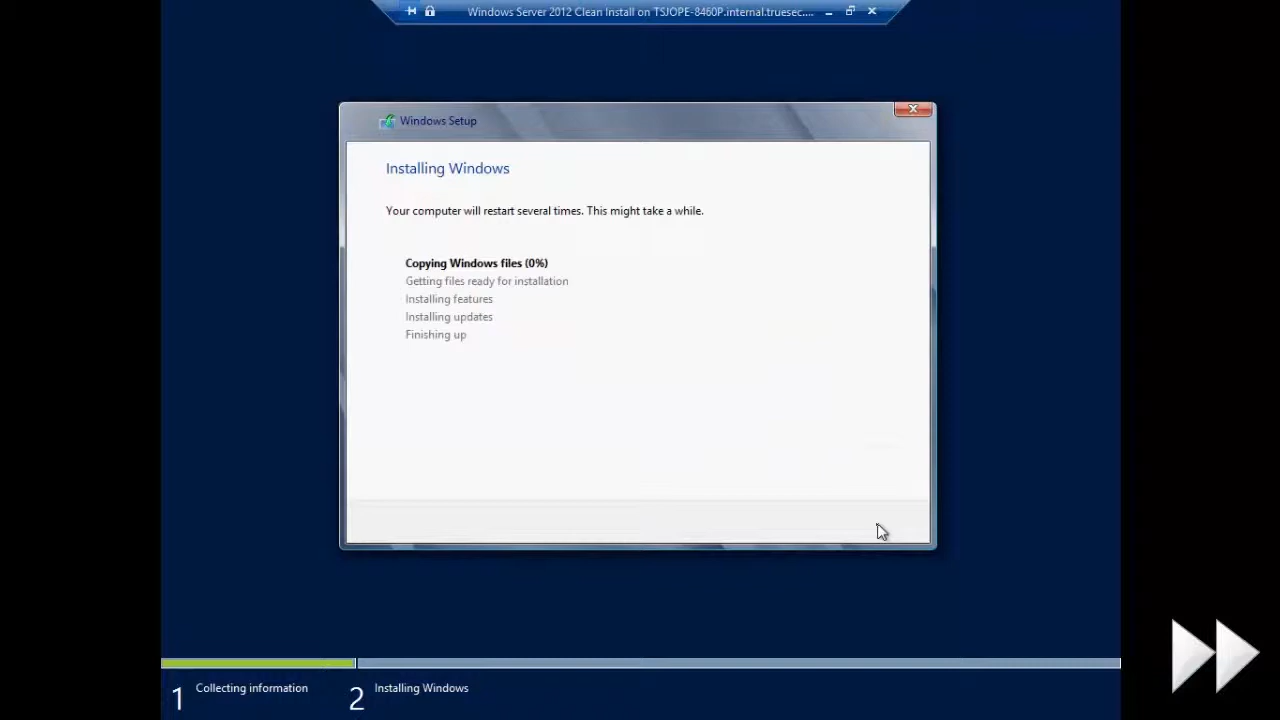 Windows Server 2012 Clean Install on TSJOPE-8460P.internal.truesec....
Windows Setup
Installing Windows
Your computer will restart several times. This might take a while.
Copying Windows files (0%)
Getting files ready for installation
Installing features
Installing updates
Finishing up
1 Collecting information
2 Installing Windows